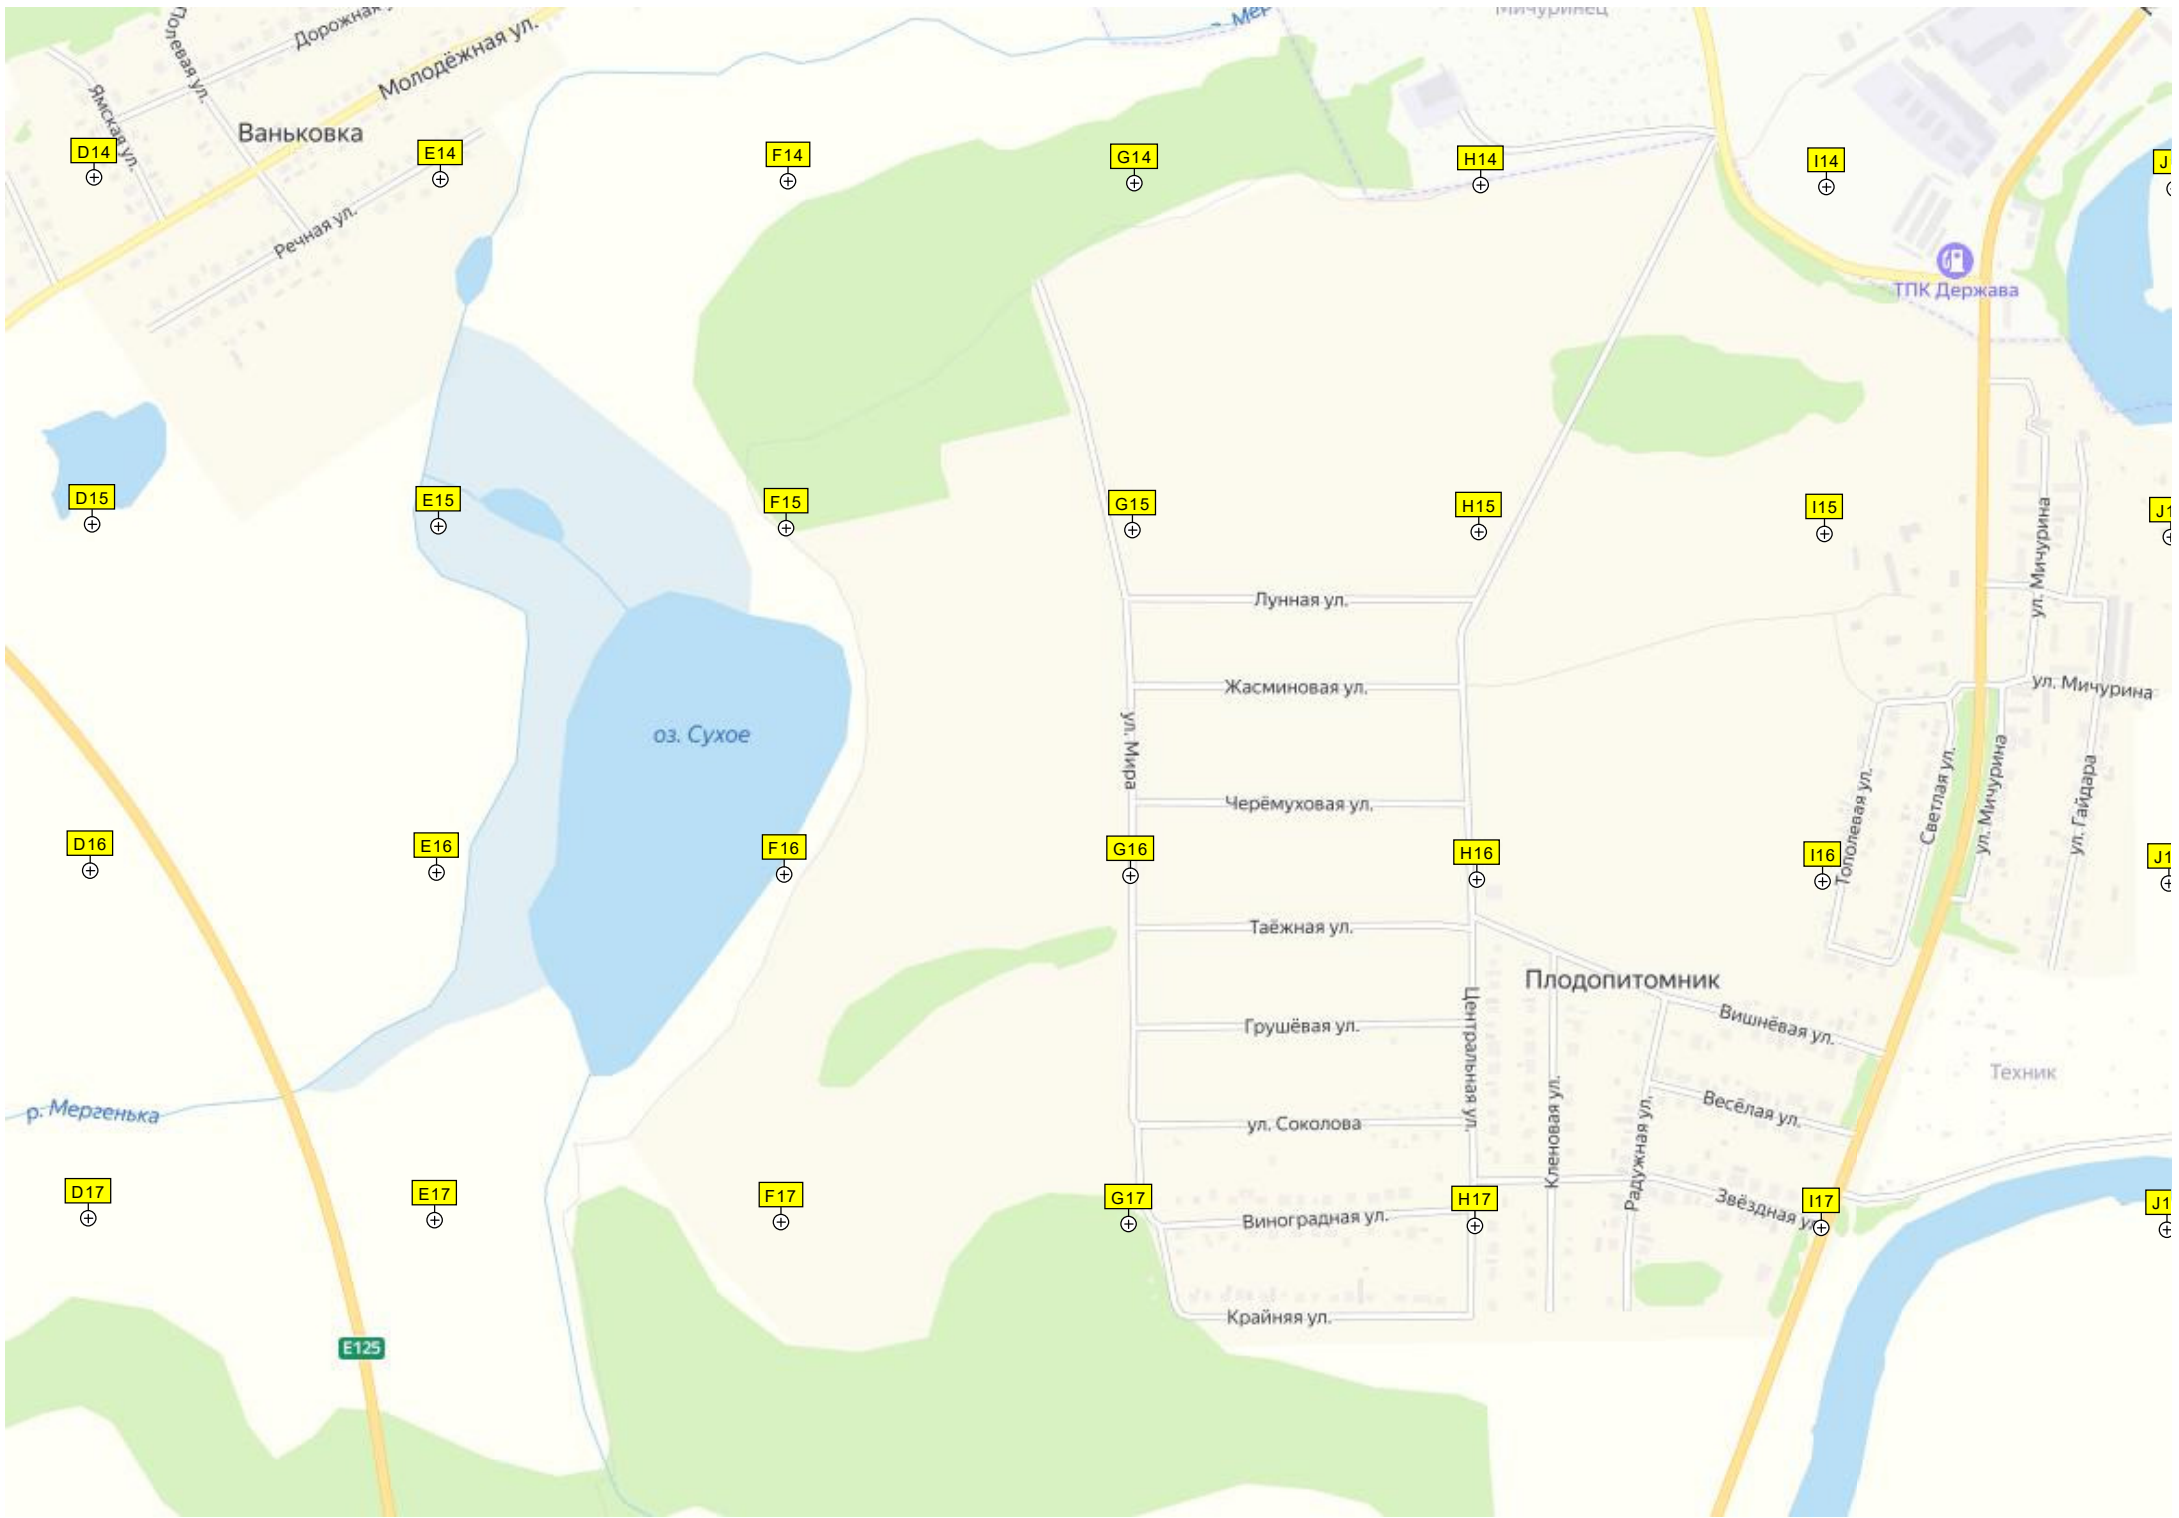 Мичуринец
Дорожная
Молодёжная ул.
Ямская ул.
Ваньковка
D14
E14
F14
G14
H14
I14
Речная ул.
ТПК Держава
D15
E15
F15
G15
H15
I15
ул. Мичурина
Лунная ул.
Жасминовая ул.
ул. Мичурина
оз. Сухое
ул. Мира
Черёмуховая ул.
Тополевая ул.
Светлая ул.
ул. Мичурина
ул. Гайдара
D16
E16
F16
G16
H16
I16
Таёжная ул.
Плодопитомник
Грушёвая ул.
Центральная ул.
Вишнёвая ул.
Техник
р. Мергенька
ул. Соколова
Кленовая ул.
Радужная ул.
Весёлая ул.
D17
E17
F17
G17
H17
I17
Виноградная ул.
Звёздная ул
Крайняя ул.
E125